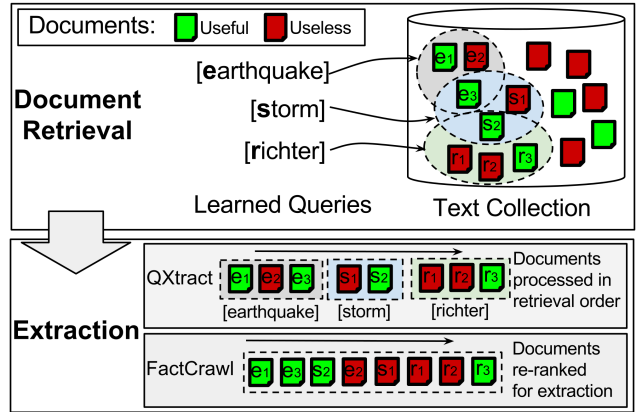 Documents: Useful Useless
[earthquake]
[storm]
[richter]
Document
Retrieval
e1 e2
e3 s1
s2
r1 r2 r3
Learned Queries Text Collection
Extraction
QXtract
e1 e2 e3 s1 s2 r1 r2 r3
[earthquake] [storm] [richter]
Documents
processed in
retrieval order
FactCrawl
e1 e3 s2 e2 s1 r1 r2 r3
Documents
re-ranked
for extraction